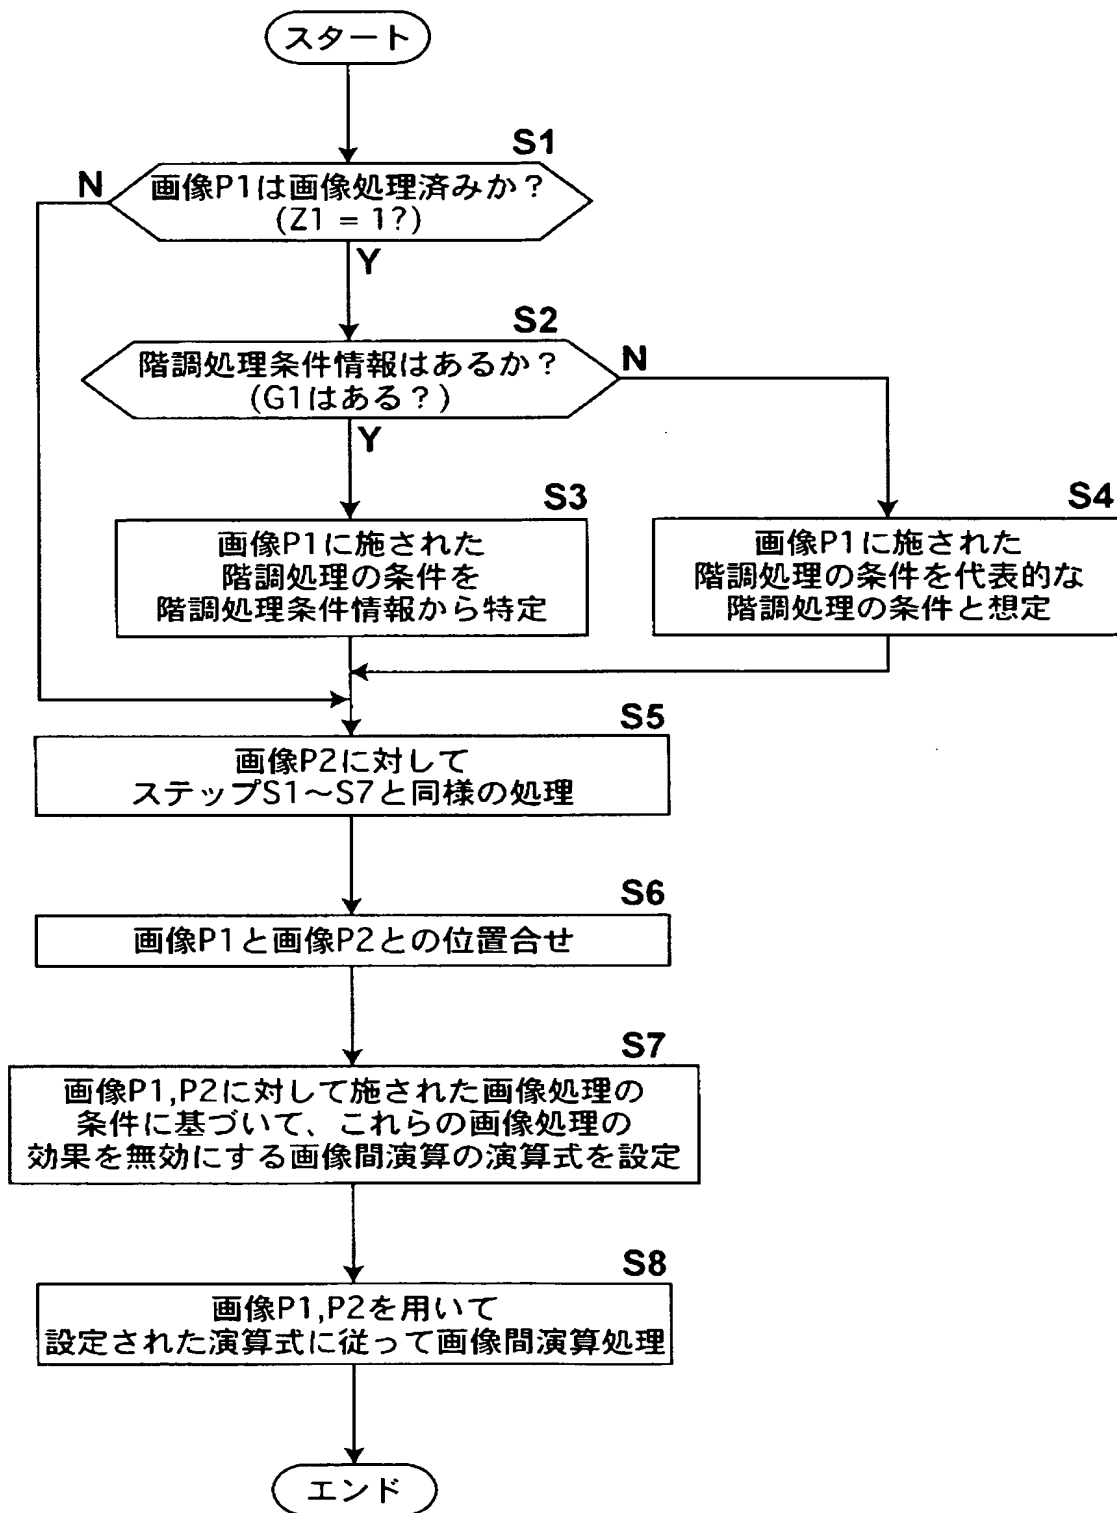 スタート
S1
画像P1は画像処理済みか?
(Z1 = 1?)
N
Y
S2
階調処理条件情報はあるか?
(G1はある?)
N
Y
S3
画像P1に施された
階調処理の条件を
階調処理条件情報から特定
S4
画像P1に施された
階調処理の条件を代表的な
階調処理の条件と想定
S5
画像P2に対して
ステップS1〜S7と同様の処理
S6
画像P1と画像P2との位置合せ
S7
画像P1,P2に対して施された画像処理の
条件に基づいて、これらの画像処理の
効果を無効にする画像間演算の演算式を設定
S8
画像P1,P2を用いて
設定された演算式に従って画像間演算処理
エンド